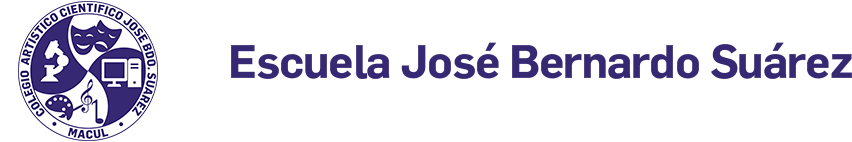 COLEGIO ARTISTICO CIENTIFICO JOSE BDO. SUAREZ
• MACUL •
Escuela José Bernardo Suárez